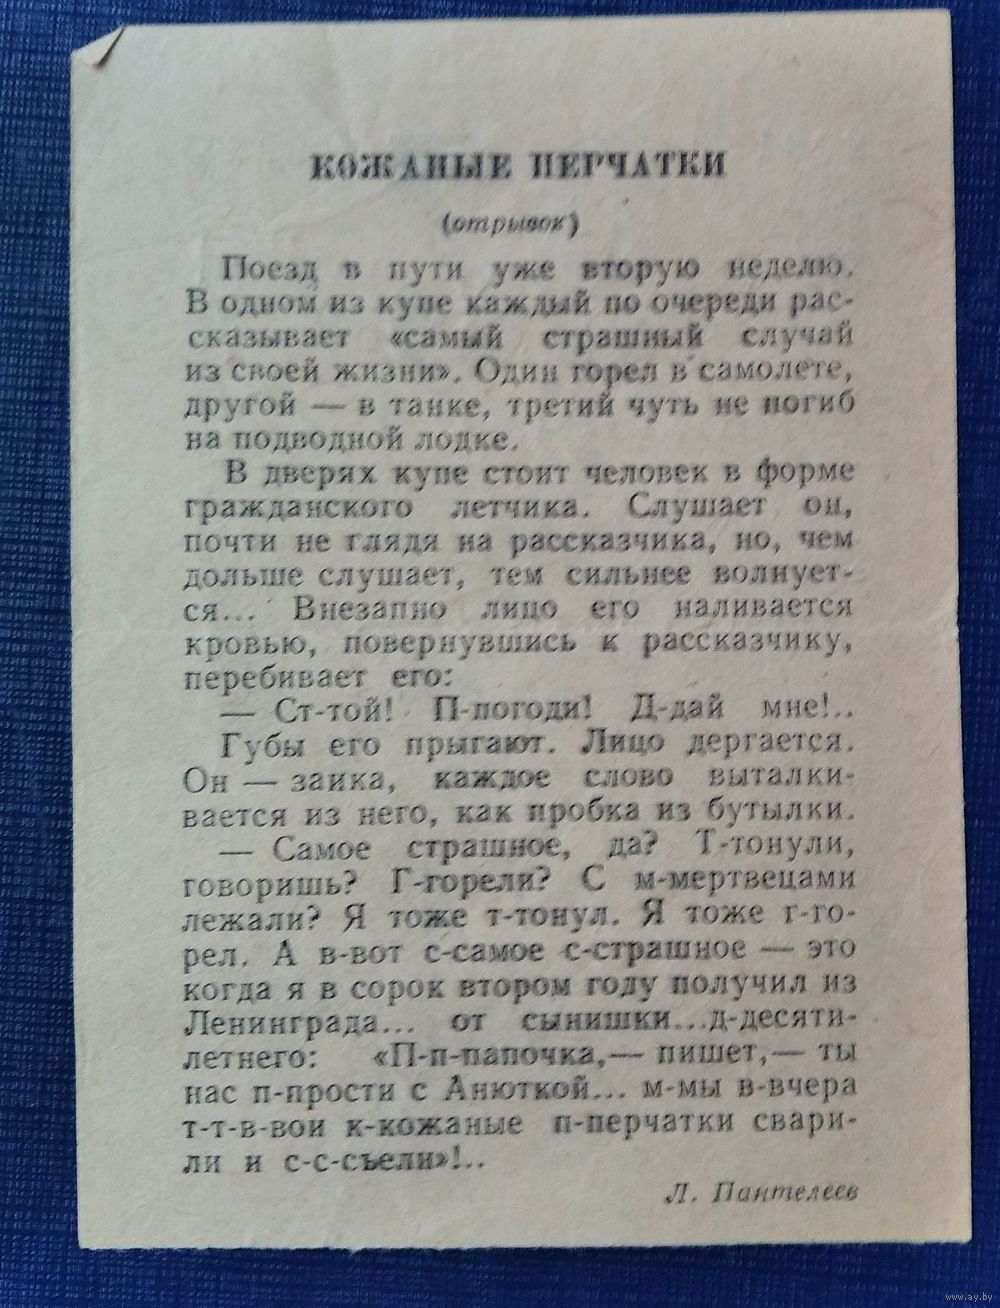 КОЖАНЫЕ ПЕРЧАТКИ
(отрывок)
Поезд в пути уже вторую неделю.
В одном из купе каждый по очереди рас-
сказывает «самый страшный случай
из своей жизни». Один горел в самолете,
другой — в танке, третий чуть не погиб
на подводной лодке.
В дверях купе стоит человек в форме
гражданского летчика. Слушает он,
почти не глядя на рассказчика, но, чем
дольше слушает, тем сильнее волнует-
ся... Внезапно лицо его наливается
кровью, повернувшись к рассказчику,
перебивает его:
— Ст-той! П-погоди! Д-дай мне!..
Губы его прыгают. Лицо дергается.
Он — заика, каждое слово выталки-
вается из него, как пробка из бутылки.
— Самое страшное, да? Т-тонули,
говоришь? Г-горели? С м-мертвецами
лежали? Я тоже т-тонул. Я тоже г-го-
рел. А в-вот с-самое с-страшное — это
когда я в сорок втором году получил из
Ленинграда... от сынишки...д-десяти-
летнего: «П-п-папочка,— пишет,— ты
нас п-прости с Анюткой... м-мы в-вчера
т-т-в-вои к-кожаные п-перчатки свари-
ли и с-с-съели»!..
Л. Пантелеев
www.ay.by